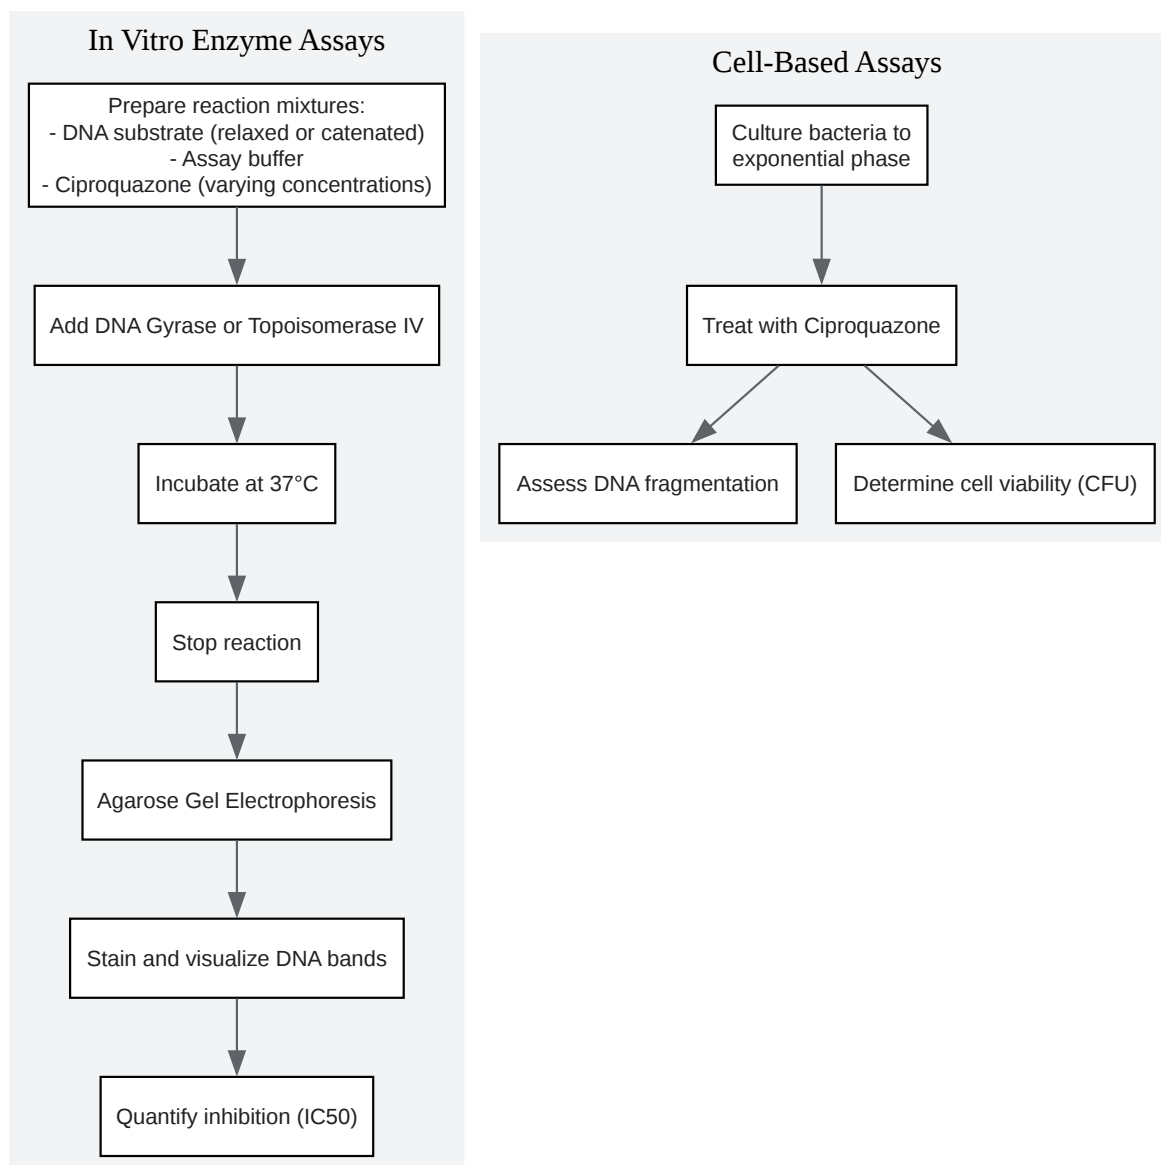 In Vitro Enzyme Assays
Prepare reaction mixtures:
- DNA substrate (relaxed or catenated)
- Assay buffer
- Ciproquazone (varying concentrations)
Add DNA Gyrase or Topoisomerase IV
Incubate at 37°C
Stop reaction
Agarose Gel Electrophoresis
Stain and visualize DNA bands
Quantify inhibition (IC50)
Cell-Based Assays
Culture bacteria to
exponential phase
Treat with Ciproquazone
Assess DNA fragmentation
Determine cell viability (CFU)